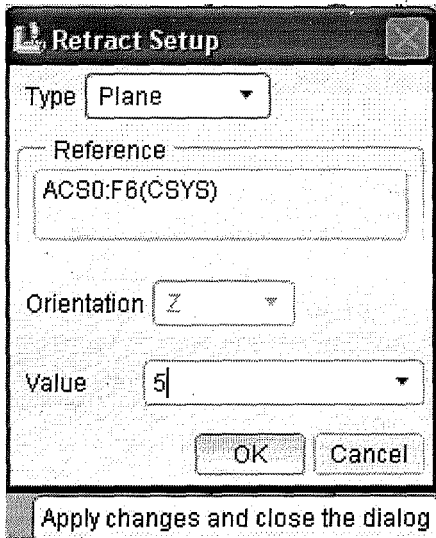 Retract Setup
Type Plane
Reference
ACS0:F6(CSYS)
Orientation Z
Value 5
OK Cancel
Apply changes and close the dialog